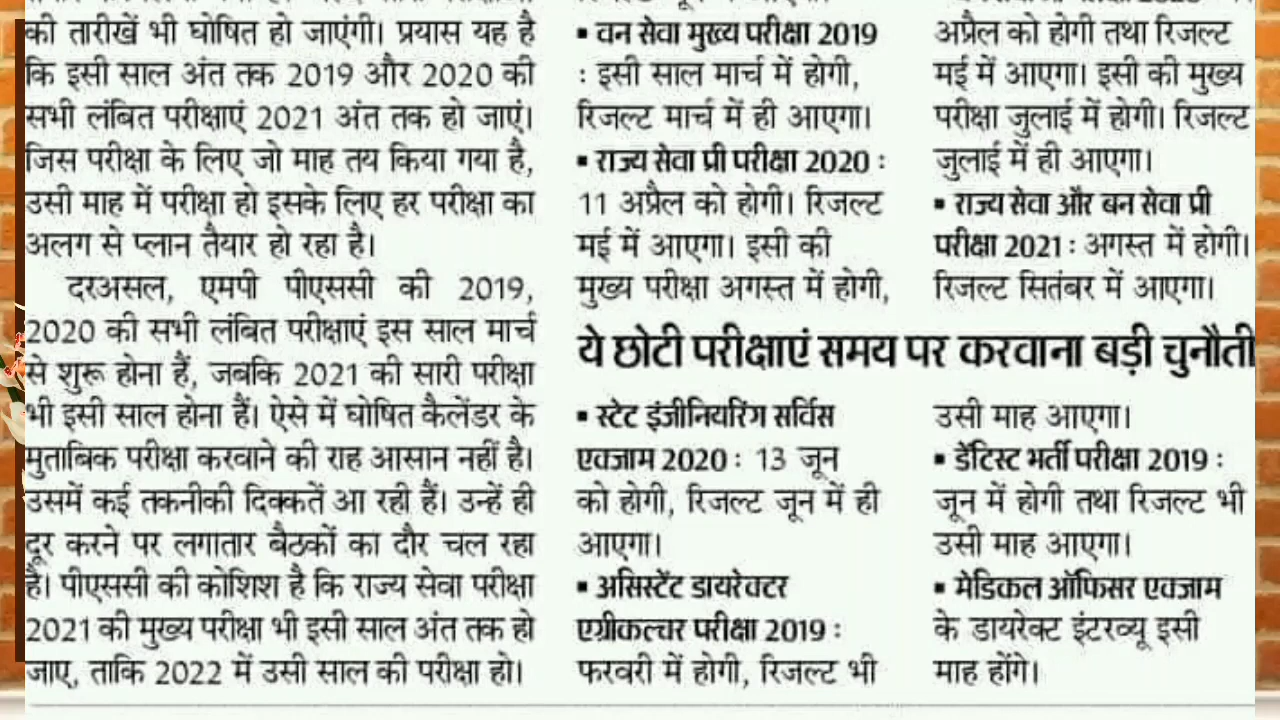 की तारीखें भी घोषित हो जाएंगी। प्रयास यह है
कि इसी साल अंत तक 2019 और 2020 की
सभी लंबित परीक्षाएं 2021 अंत तक हो जाएं।
जिस परीक्षा के लिए जो माह तय किया गया है,
उसी माह में परीक्षा हो इसके लिए हर परीक्षा का
अलग से प्लान तैयार हो रहा है।
दरअसल, एमपी पीएससी की 2019,
2020 की सभी लंबित परीक्षाएं इस साल मार्च
से शुरू होना हैं, जबकि 2021 की सारी परीक्षा
भी इसी साल होना हैं। ऐसे में घोषित कैलेंडर के
मुताबिक परीक्षा करवाने की राह आसान नहीं है।
उसमें कई तकनीकी दिक्कतें आ रही हैं। उन्हें ही
दूर करने पर लगातार बैठकों का दौर चल रहा
है। पीएससी की कोशिश है कि राज्य सेवा परीक्षा
2021 की मुख्य परीक्षा भी इसी साल अंत तक हो
जाए, ताकि 2022 में उसी साल की परीक्षा हो।
▪ वन सेवा मुख्य परीक्षा 2019
: इसी साल मार्च में होगी,
रिजल्ट मार्च में ही आएगा।
▪ राज्य सेवा प्री परीक्षा 2020 :
11 अप्रैल को होगी। रिजल्ट
मई में आएगा। इसी की
मुख्य परीक्षा अगस्त में होगी,
अप्रैल को होगी तथा रिजल्ट
मई में आएगा। इसी की मुख्य
परीक्षा जुलाई में होगी। रिजल्ट
जुलाई में ही आएगा।
▪ राज्य सेवा और बन सेवा प्री
परीक्षा 2021 : अगस्त में होगी।
रिजल्ट सितंबर में आएगा।
ये छोटी परीक्षाएं समय पर करवाना बड़ी चुनौती
▪ स्टेट इंजीनियरिंग सर्विस
एक्जाम 2020 : 13 जून
को होगी, रिजल्ट जून में ही
आएगा।
▪ असिस्टेंट डायरेक्टर
एग्रीकल्चर परीक्षा 2019 :
फरवरी में होगी, रिजल्ट भी
उसी माह आएगा।
▪ डेंटिस्ट भर्ती परीक्षा 2019 :
जून में होगी तथा रिजल्ट भी
उसी माह आएगा।
▪ मेडिकल ऑफिसर एक्जाम
के डायरेक्ट इंटरव्यू इसी
माह होंगे।